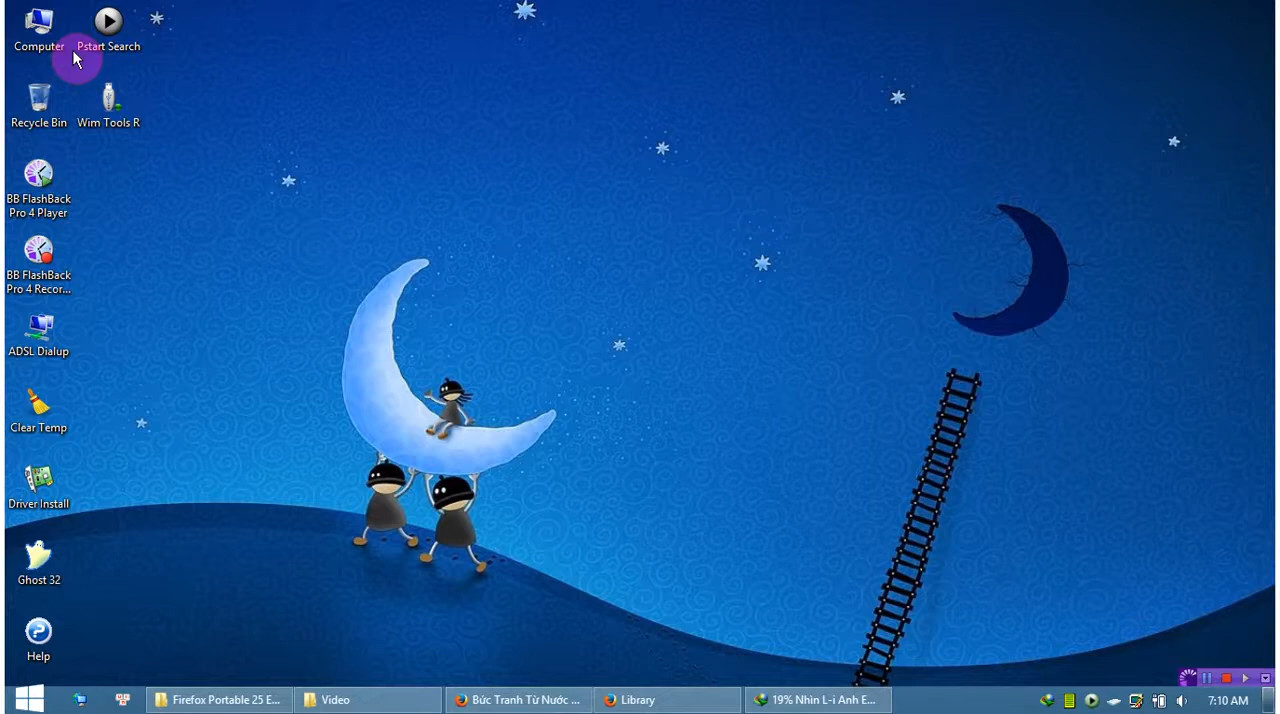 Computer
Pstart Search
Recycle Bin
Wim Tools R
BB FlashBack
Pro 4 Player
BB FlashBack
Pro 4 Recor...
ADSL Dialup
Clear Temp
Driver Install
Ghost 32
Help
Firefox Portable 25 E...
Video
Bức Tranh Từ Nước ...
Library
19% Nhìn L-i Anh E...
7:10 AM